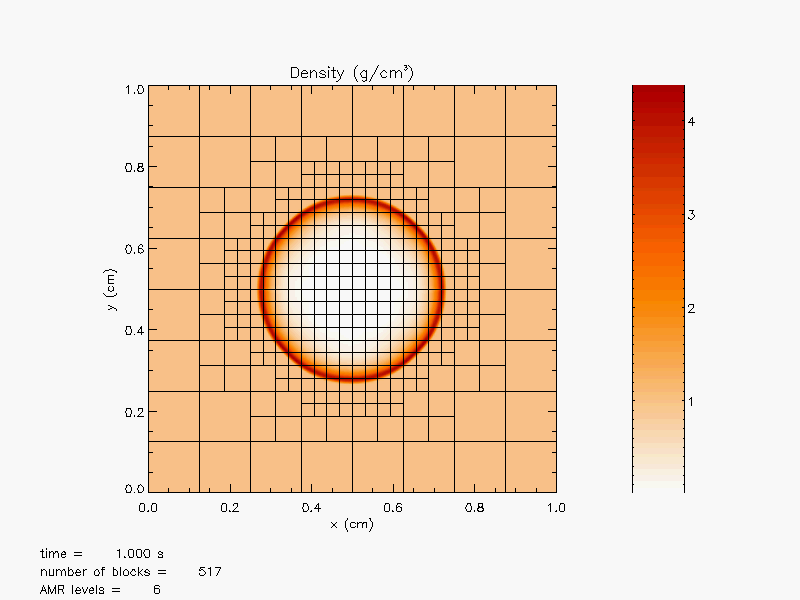 Density (g/cm³)
1.0
0.8
0.6
0.4
0.2
0.0
y (cm)
0.0 0.2 0.4 0.6 0.8 1.0
x (cm)
4
3
2
1
time = 1.000 s
number of blocks = 517
AMR levels = 6